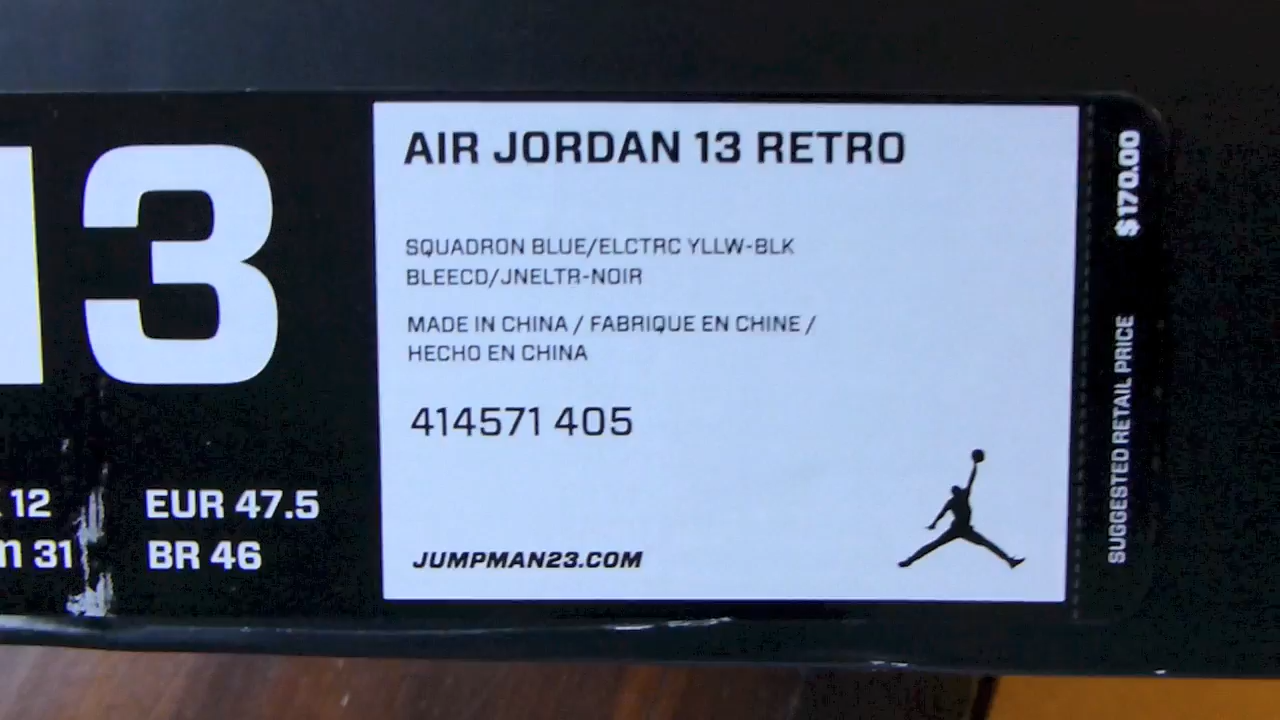 13
12
EUR 47.5
31
BR 46
AIR JORDAN 13 RETRO
SQUADRON BLUE/ELCTRC YLLW-BLK
BLEECD/JNELTR-NOIR
MADE IN CHINA / FABRIQUE EN CHINE /
HECHO EN CHINA
414571 405
JUMPMAN23.COM
SUGGESTED RETAIL PRICE $170.00